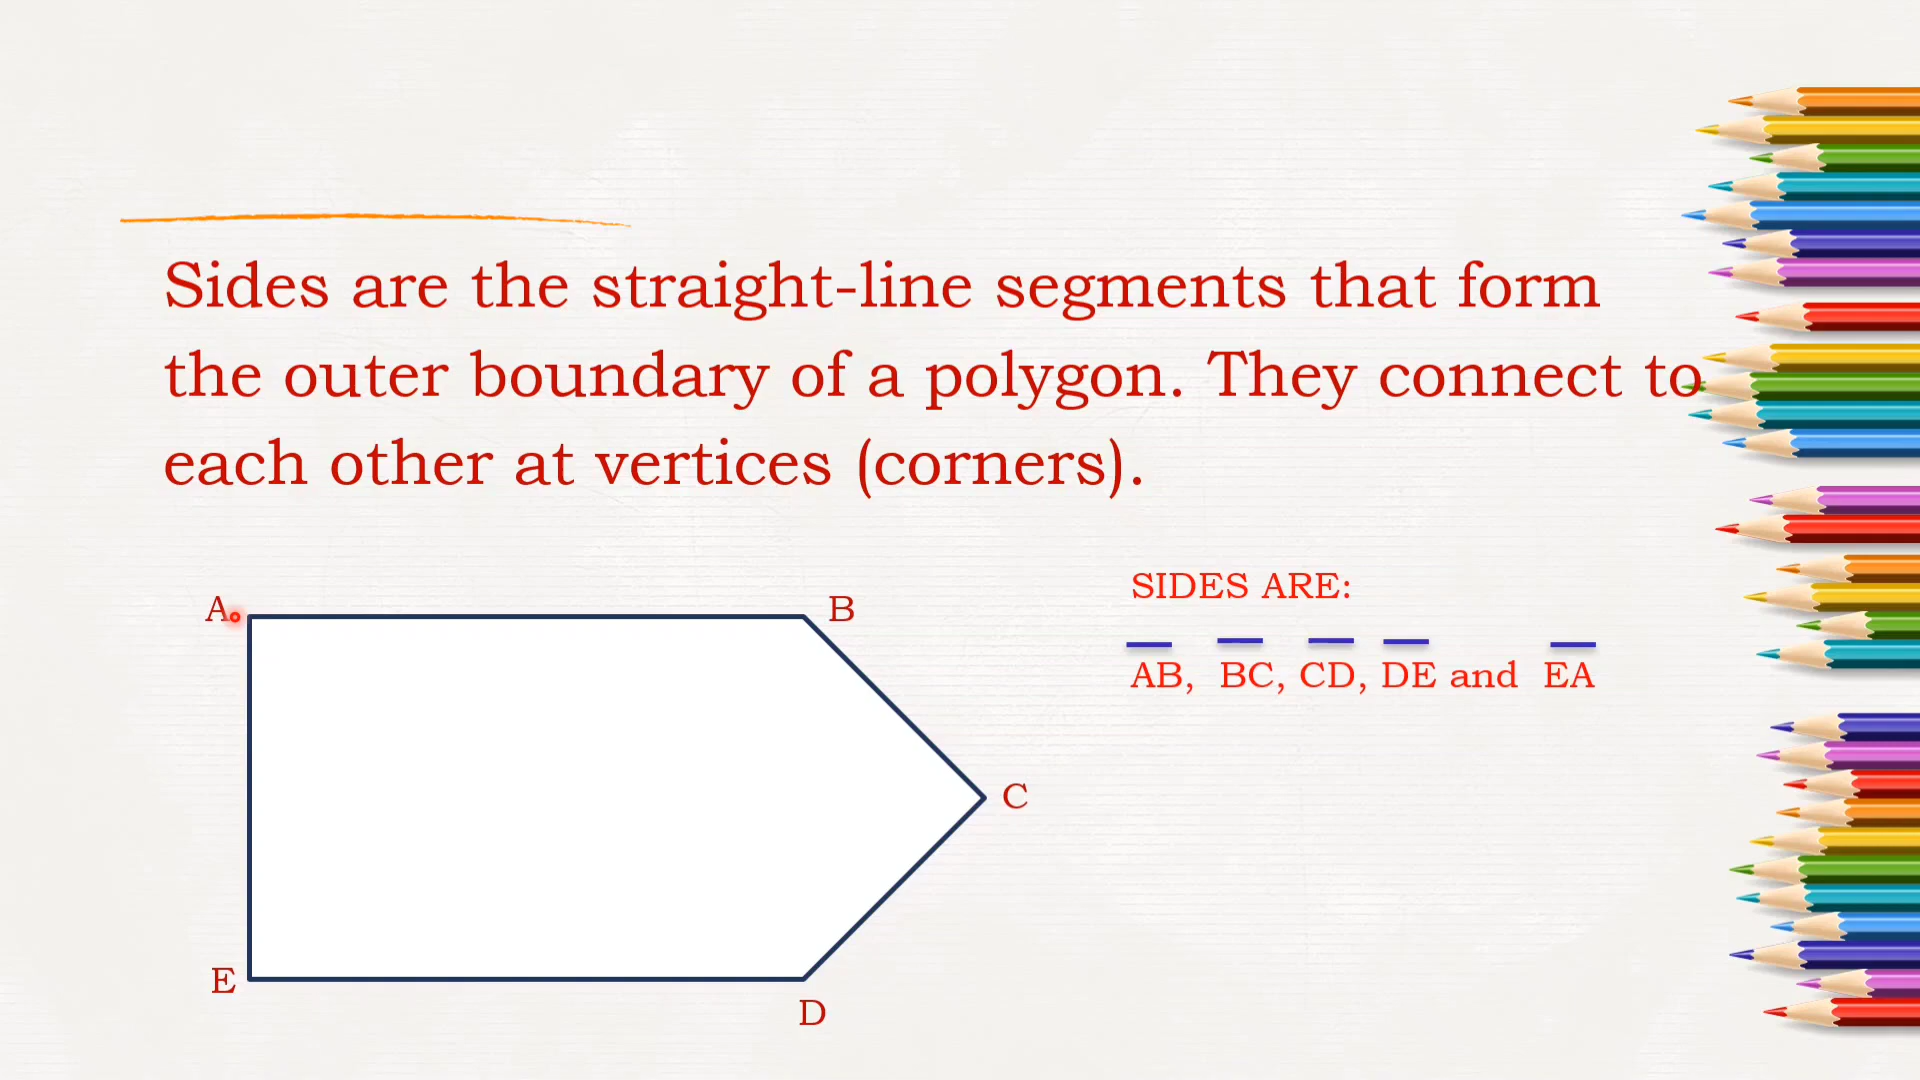 Sides are the straight-line segments that form
the outer boundary of a polygon. They connect to
each other at vertices (corners).
SIDES ARE:
AB, BC, CD, DE and EA
A
B
C
E
D